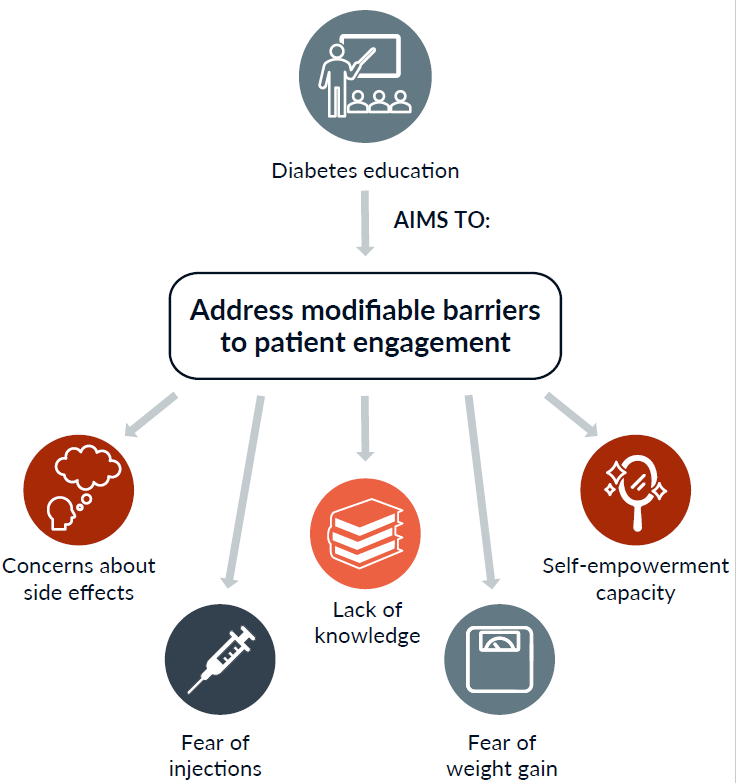 Diabetes education
AIMS TO:
Address modifiable barriers
to patient engagement
Concerns about
side effects
Fear of
injections
Lack of
knowledge
Fear of
weight gain
Self-empowerment
capacity